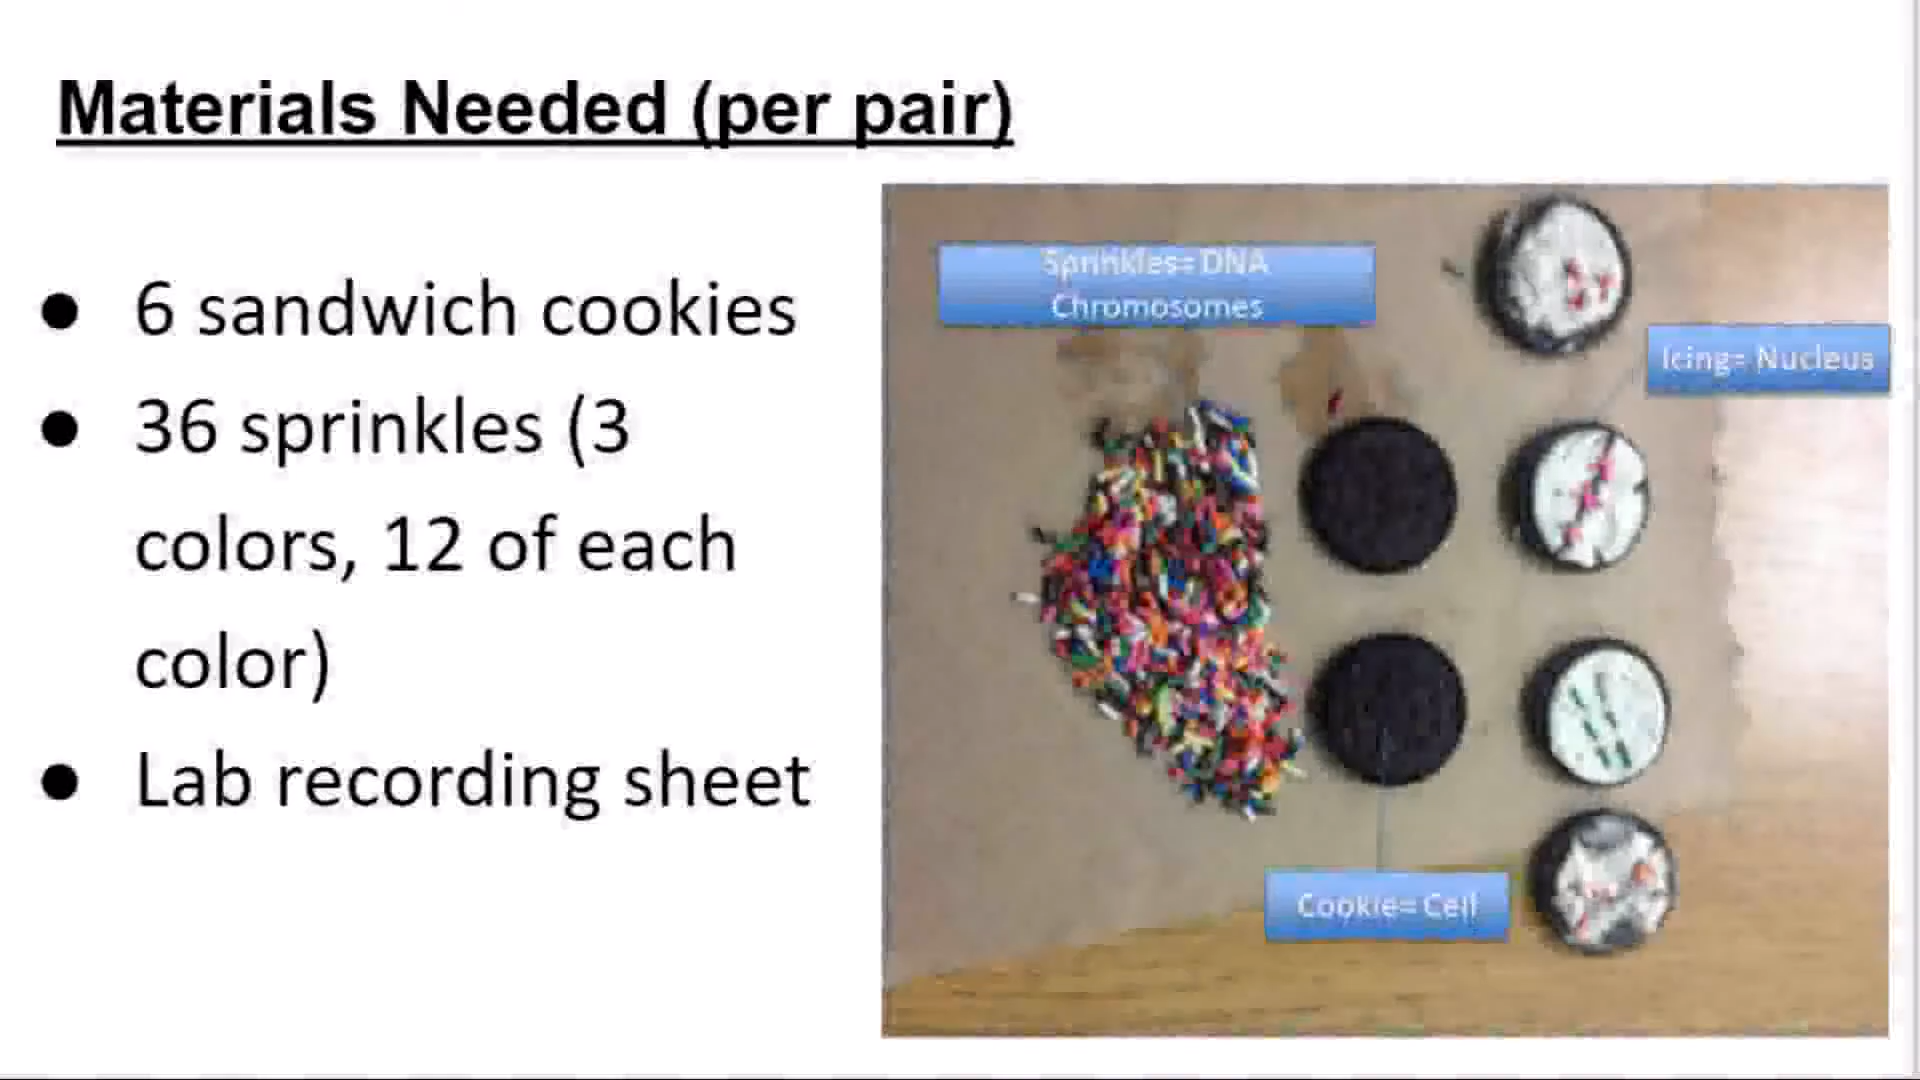 Materials Needed (per pair)
● 6 sandwich cookies
● 36 sprinkles (3
colors, 12 of each
color)
● Lab recording sheet
Sprinkles= DNA
Chromosomes
Icing= Nucleus
Cookie= Cell